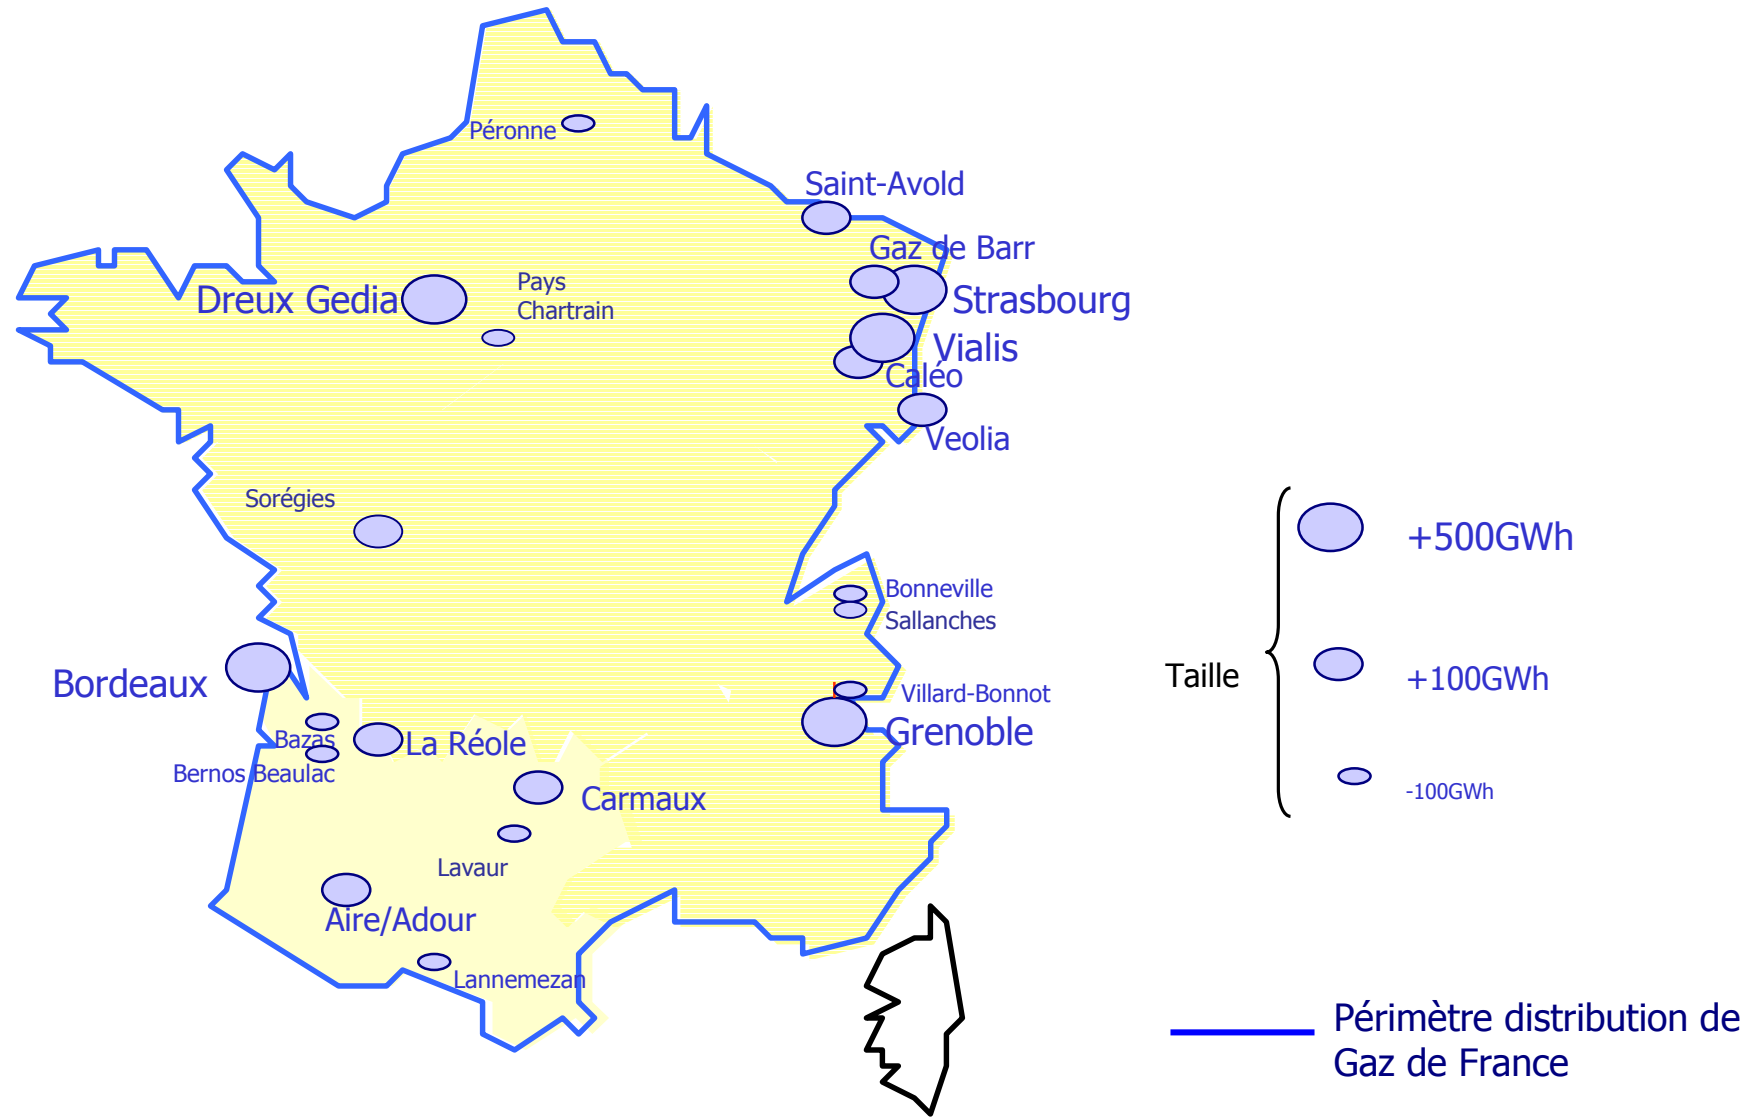 Péronne
Saint-Avold
Gaz de Barr
Pays
Chartrain
Dreux Gedia
Strasbourg
Vialis
Caléo
Veolia
Sorégies
+500GWh
Bonneville
Sallanches
Taille
+100GWh
Bordeaux
Villard-Bonnot
Grenoble
Bazas
La Réole
Bernos Beaulac
-100GWh
Carmaux
Lavaur
Aire/Adour
Lannemezan
Périmètre distribution de
Gaz de France